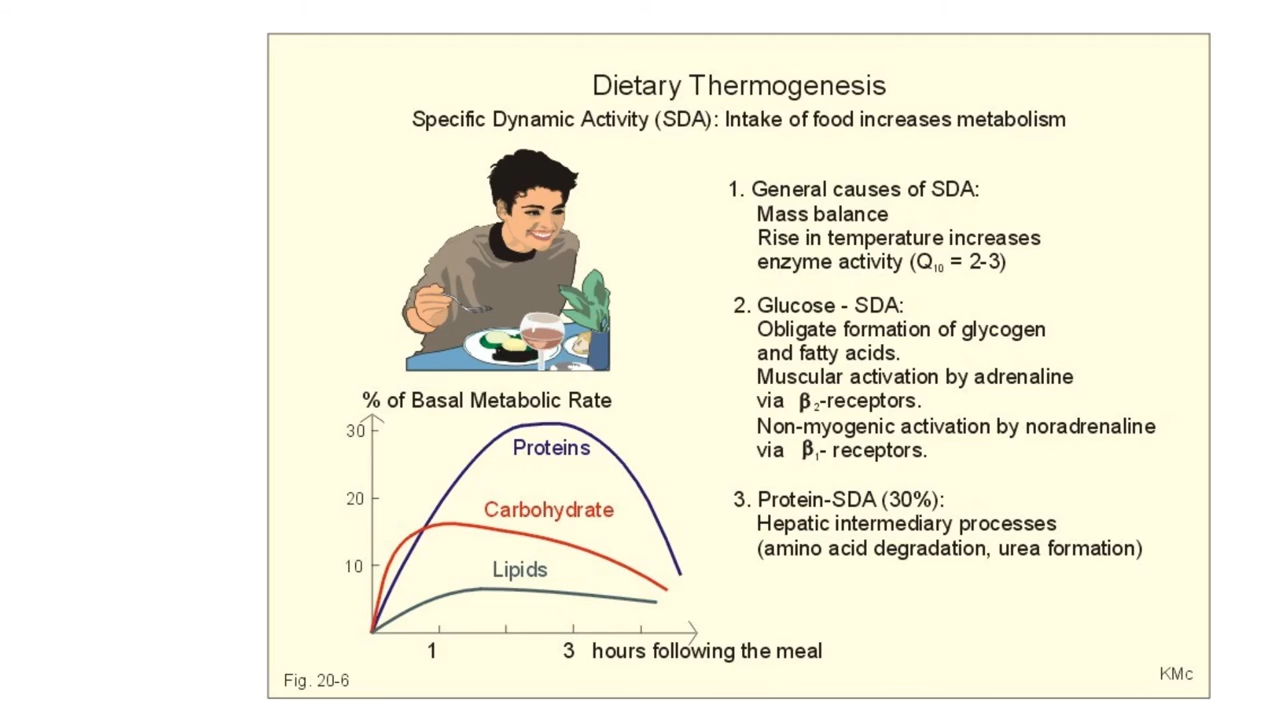 Dietary Thermogenesis
Specific Dynamic Activity (SDA): Intake of food increases metabolism
1. General causes of SDA:
Mass balance
Rise in temperature increases
enzyme activity (Q₁₀ = 2-3)
2. Glucose - SDA:
Obligate formation of glycogen
and fatty acids.
Muscular activation by adrenaline
via β₂-receptors.
Non-myogenic activation by noradrenaline
via β₁- receptors.
3. Protein-SDA (30%):
Hepatic intermediary processes
(amino acid degradation, urea formation)
% of Basal Metabolic Rate
30
Proteins
20
Carbohydrate
10
Lipids
1 3 hours following the meal
Fig. 20-6
KMc